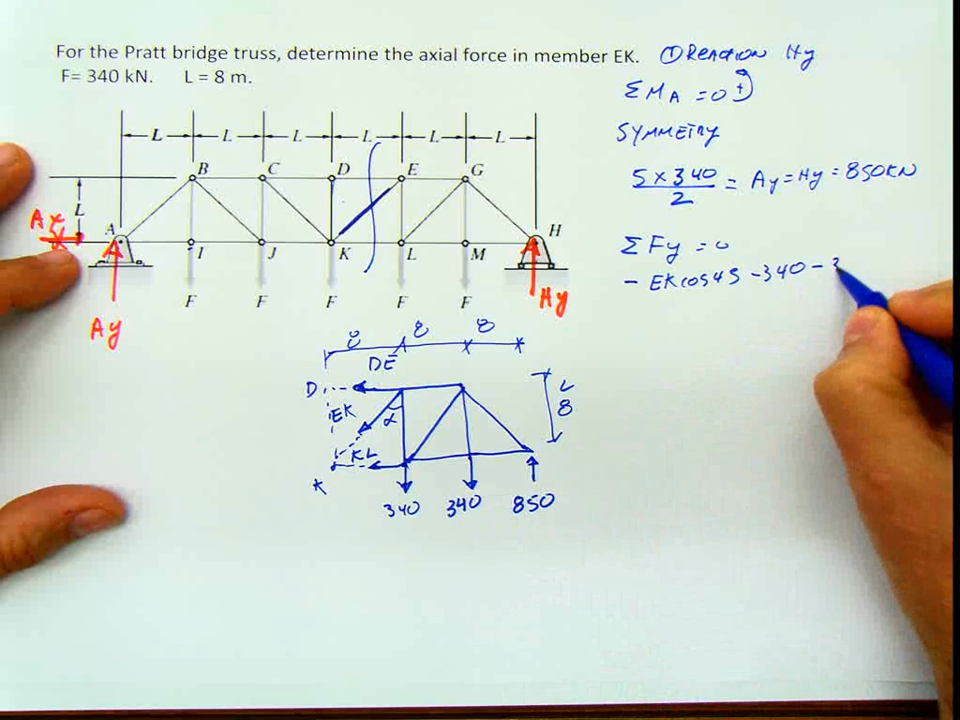 For the Pratt bridge truss, determine the axial force in member EK.
F= 340 kN. L = 8 m.
① Reaction Hy
ΣMA = 0 +
SYMMETRY
5 x 340 / 2 = Ay = Hy = 850KN
ΣFy = 0
- EK cos45 - 340 -
L L L L L L
B C D E G
L
A H
Ax
I J K L M
F F F F F
Ay
Hy
8 8 8
DE
D
EK
α
L
8
KL
K
340 340 850